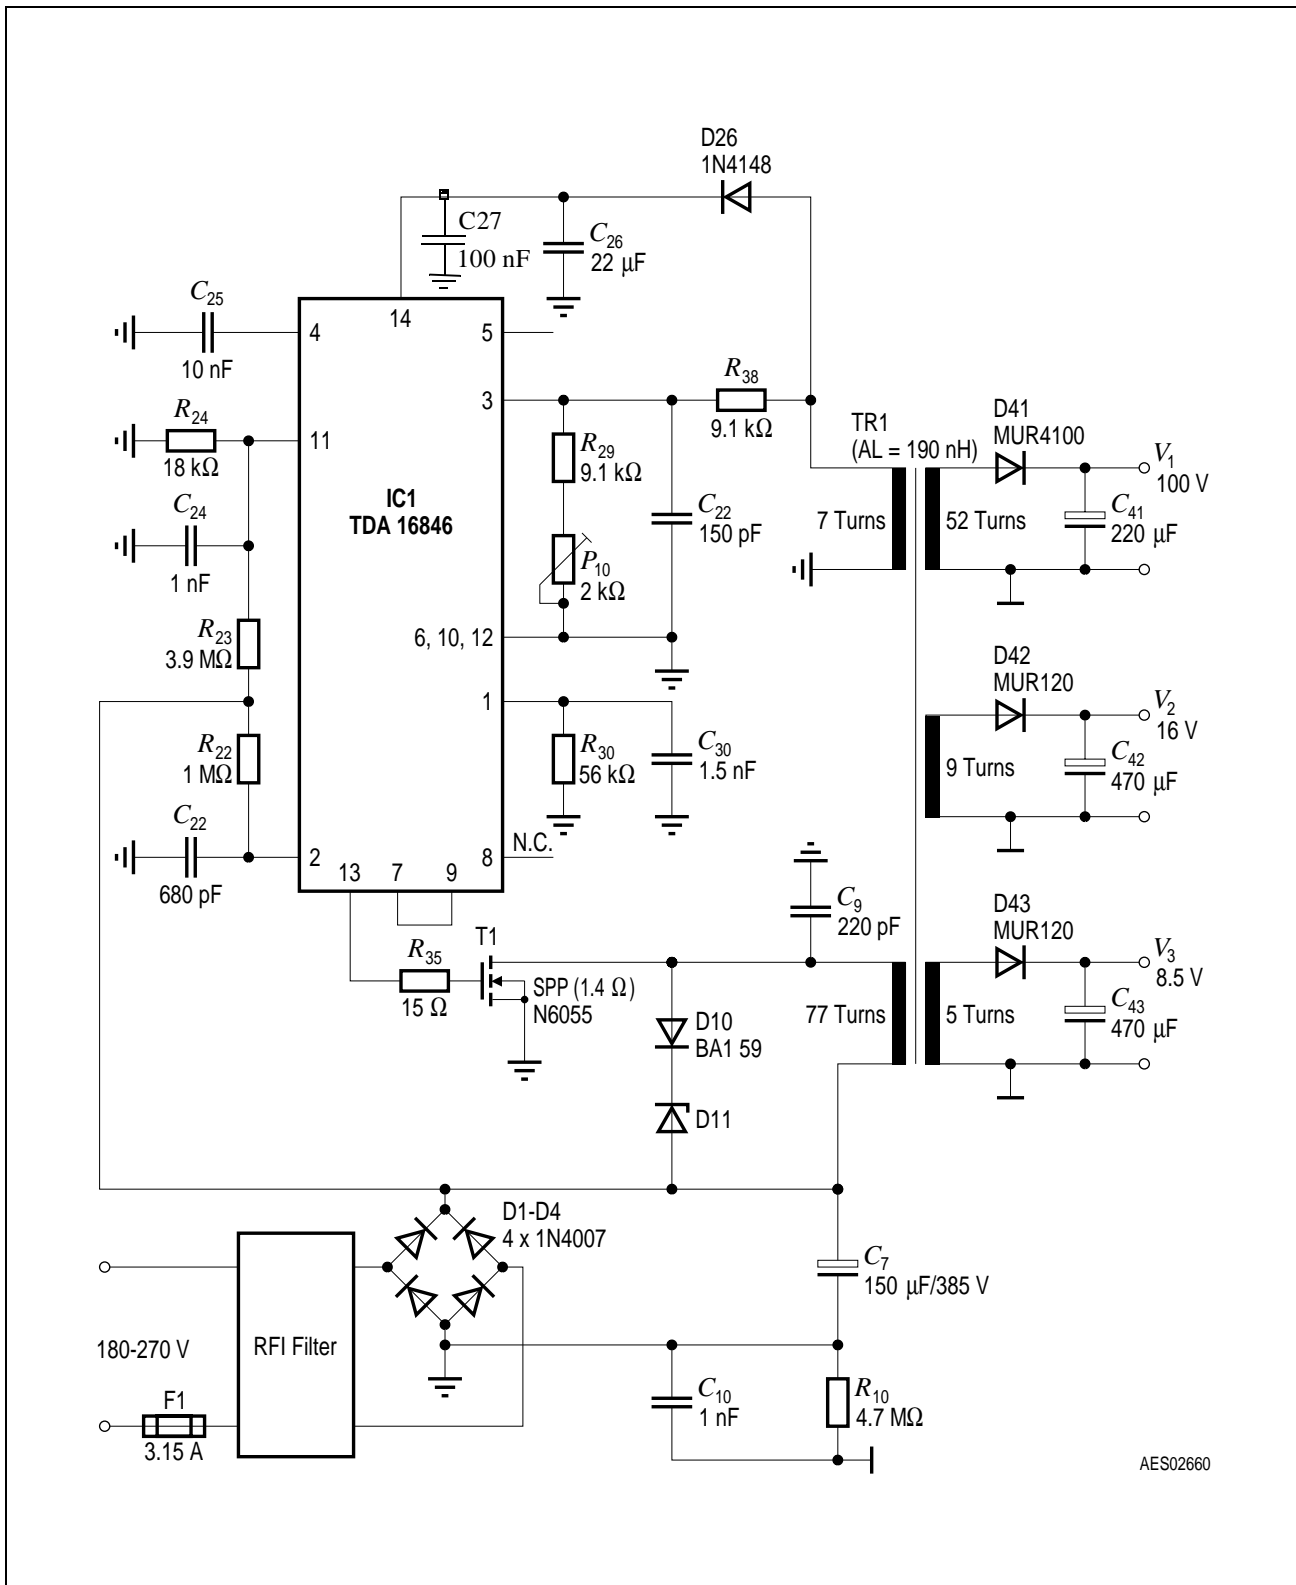 D26
1N4148
C27
100 nF
C26
22 µF
C25
10 nF
14
4
5
R24
18 kΩ
11
3
R38
9.1 kΩ
R29
9.1 kΩ
C22
150 pF
P10
2 kΩ
C24
1 nF
IC1
TDA 16846
TR1
(AL = 190 nH)
7 Turns
52 Turns
D41
MUR4100
V1
100 V
C41
220 µF
R23
3.9 MΩ
6, 10, 12
1
R22
1 MΩ
R30
56 kΩ
C30
1.5 nF
D42
MUR120
V2
16 V
9 Turns
C42
470 µF
C22
680 pF
2
13
7
9
8
N.C.
C9
220 pF
R35
15 Ω
T1
SPP (1.4 Ω)
N6055
D10
BA1 59
D11
77 Turns
5 Turns
D43
MUR120
V3
8.5 V
C43
470 µF
D1-D4
4 x 1N4007
C7
150 µF/385 V
180-270 V
RFI Filter
F1
3.15 A
C10
1 nF
R10
4.7 MΩ
AES02660